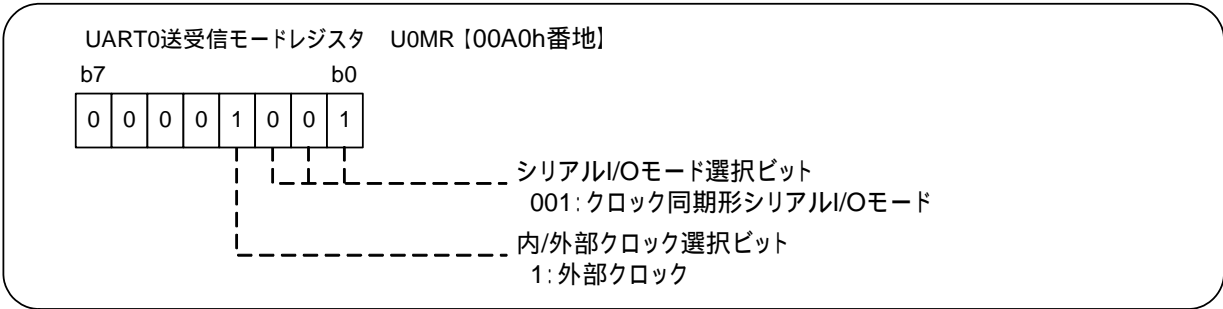 UART0送受信モードレジスタ U0MR【00A0h番地】
b7 b0
0 0 0 0 1 0 0 1
シリアルI/Oモード選択ビット
001:クロック同期形シリアルI/Oモード
内/外部クロック選択ビット
1:外部クロック